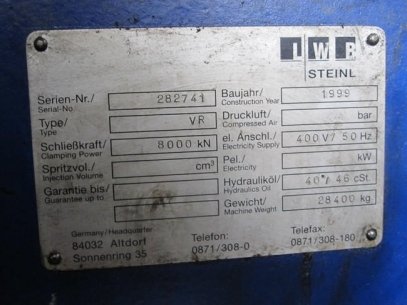 LWB
STEINL
Serien-Nr./ 282741
Serial-No.
Type/ VR
Type
Schließkraft/ 8000 kN
Clamping Power
Spritzvol./ cm³
Injection Volume
Garantie bis/
Guarantee up to
Baujahr/ 1999
Construction Year
Druckluft/ bar
Compressed Air
el. Anschl./ 400V/50Hz
Electricity Supply
Pel./ kW
Electricity
Hydrauliköl/ 40°/46 cSt.
Hydraulics Oil
Gewicht/ 28400 kg
Machine Weight
Germany/Headquarter
84032 Altdorf
Sonnenring 35
Telefon:
0871/308-0
Telefax:
0871/308-180